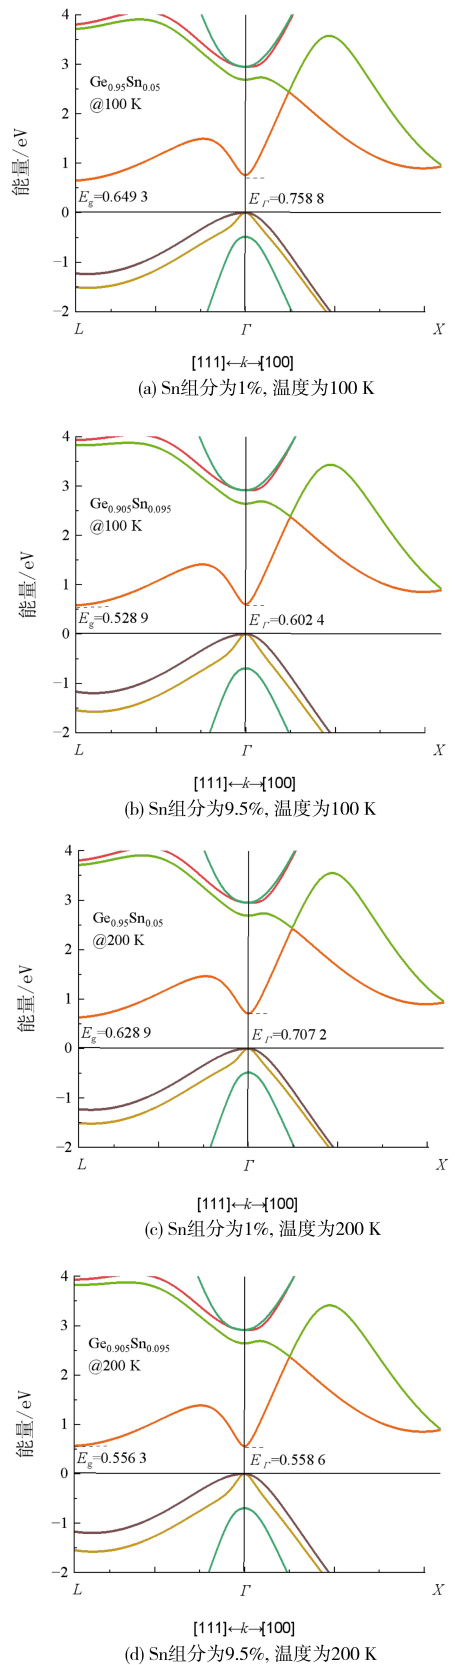 4
3
2
1
0
−1
−2
能量/eV
Ge0.95Sn0.05
@100 K
Eg=0.649 3
EΓ=0.758 8
L
Γ
X
[111]←k→[100]
(a) Sn组分为1%, 温度为100 K
4
3
2
1
0
−1
−2
能量/eV
Ge0.905Sn0.095
@100 K
Eg=0.528 9
EΓ=0.602 4
L
Γ
X
[111]←k→[100]
(b) Sn组分为9.5%, 温度为100 K
4
3
2
1
0
−1
−2
能量/eV
Ge0.95Sn0.05
@200 K
Eg=0.628 9
EΓ=0.707 2
L
Γ
X
[111]←k→[100]
(c) Sn组分为1%, 温度为200 K
4
3
2
1
0
−1
−2
能量/eV
Ge0.905Sn0.095
@200 K
Eg=0.556 3
EΓ=0.558 6
L
Γ
X
[111]←k→[100]
(d) Sn组分为9.5%, 温度为200 K